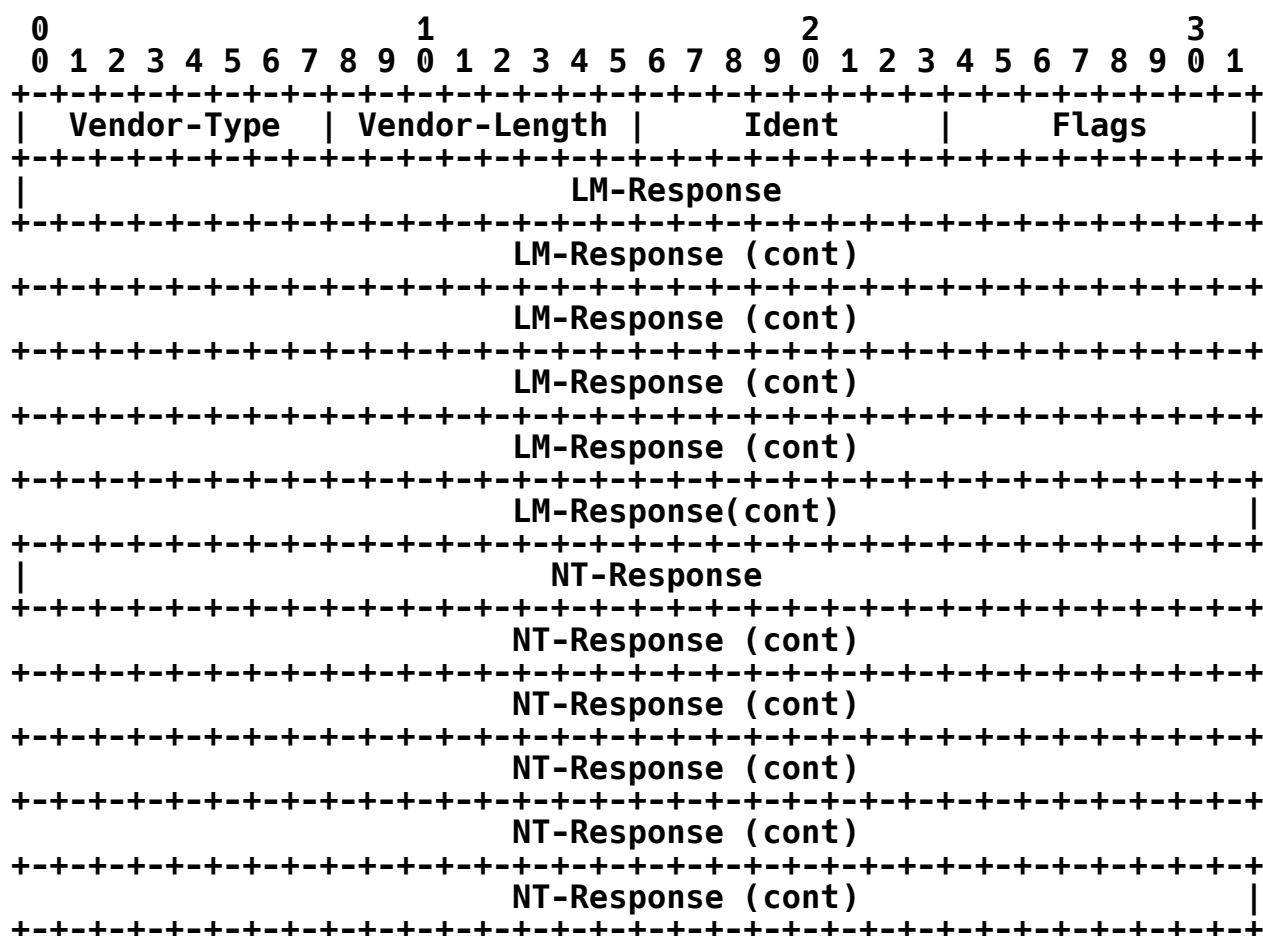 0                   1                   2                   3
 0 1 2 3 4 5 6 7 8 9 0 1 2 3 4 5 6 7 8 9 0 1 2 3 4 5 6 7 8 9 0 1
+-+-+-+-+-+-+-+-+-+-+-+-+-+-+-+-+-+-+-+-+-+-+-+-+-+-+-+-+-+-+-+-+
|  Vendor-Type  | Vendor-Length |     Ident     |     Flags     |
+-+-+-+-+-+-+-+-+-+-+-+-+-+-+-+-+-+-+-+-+-+-+-+-+-+-+-+-+-+-+-+-+
|                            LM-Response
+-+-+-+-+-+-+-+-+-+-+-+-+-+-+-+-+-+-+-+-+-+-+-+-+-+-+-+-+-+-+-+-+
                          LM-Response (cont)
+-+-+-+-+-+-+-+-+-+-+-+-+-+-+-+-+-+-+-+-+-+-+-+-+-+-+-+-+-+-+-+-+
                          LM-Response (cont)
+-+-+-+-+-+-+-+-+-+-+-+-+-+-+-+-+-+-+-+-+-+-+-+-+-+-+-+-+-+-+-+-+
                          LM-Response (cont)
+-+-+-+-+-+-+-+-+-+-+-+-+-+-+-+-+-+-+-+-+-+-+-+-+-+-+-+-+-+-+-+-+
                          LM-Response (cont)
+-+-+-+-+-+-+-+-+-+-+-+-+-+-+-+-+-+-+-+-+-+-+-+-+-+-+-+-+-+-+-+-+
                          LM-Response(cont)                     |
+-+-+-+-+-+-+-+-+-+-+-+-+-+-+-+-+-+-+-+-+-+-+-+-+-+-+-+-+-+-+-+-+
|                           NT-Response
+-+-+-+-+-+-+-+-+-+-+-+-+-+-+-+-+-+-+-+-+-+-+-+-+-+-+-+-+-+-+-+-+
                          NT-Response (cont)
+-+-+-+-+-+-+-+-+-+-+-+-+-+-+-+-+-+-+-+-+-+-+-+-+-+-+-+-+-+-+-+-+
                          NT-Response (cont)
+-+-+-+-+-+-+-+-+-+-+-+-+-+-+-+-+-+-+-+-+-+-+-+-+-+-+-+-+-+-+-+-+
                          NT-Response (cont)
+-+-+-+-+-+-+-+-+-+-+-+-+-+-+-+-+-+-+-+-+-+-+-+-+-+-+-+-+-+-+-+-+
                          NT-Response (cont)
+-+-+-+-+-+-+-+-+-+-+-+-+-+-+-+-+-+-+-+-+-+-+-+-+-+-+-+-+-+-+-+-+
                          NT-Response (cont)                    |
+-+-+-+-+-+-+-+-+-+-+-+-+-+-+-+-+-+-+-+-+-+-+-+-+-+-+-+-+-+-+-+-+